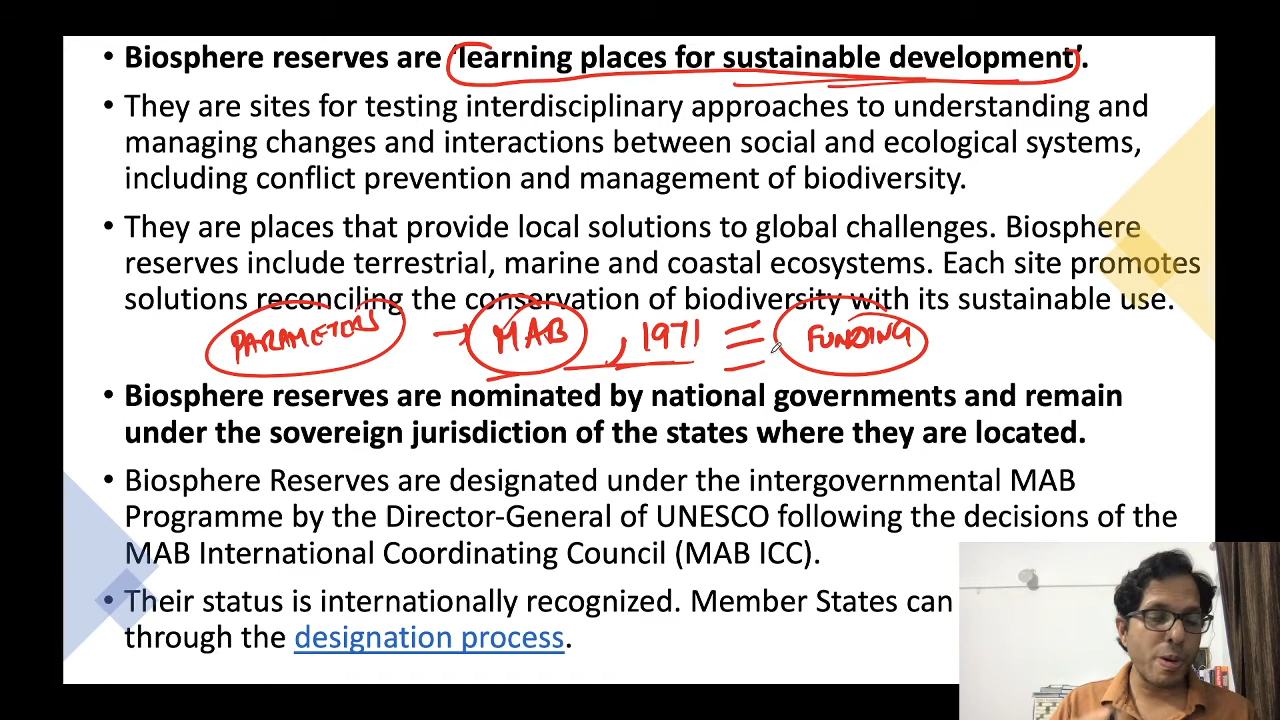 • Biosphere reserves are ‘learning places for sustainable development’.
• They are sites for testing interdisciplinary approaches to understanding and
managing changes and interactions between social and ecological systems,
including conflict prevention and management of biodiversity.
• They are places that provide local solutions to global challenges. Biosphere
reserves include terrestrial, marine and coastal ecosystems. Each site promotes
solutions reconciling the conservation of biodiversity with its sustainable use.
PARAMETERS → MAB, 1971 = FUNDING
• Biosphere reserves are nominated by national governments and remain
under the sovereign jurisdiction of the states where they are located.
• Biosphere Reserves are designated under the intergovernmental MAB
Programme by the Director-General of UNESCO following the decisions of the
MAB International Coordinating Council (MAB ICC).
• Their status is internationally recognized. Member States can
through the designation process.